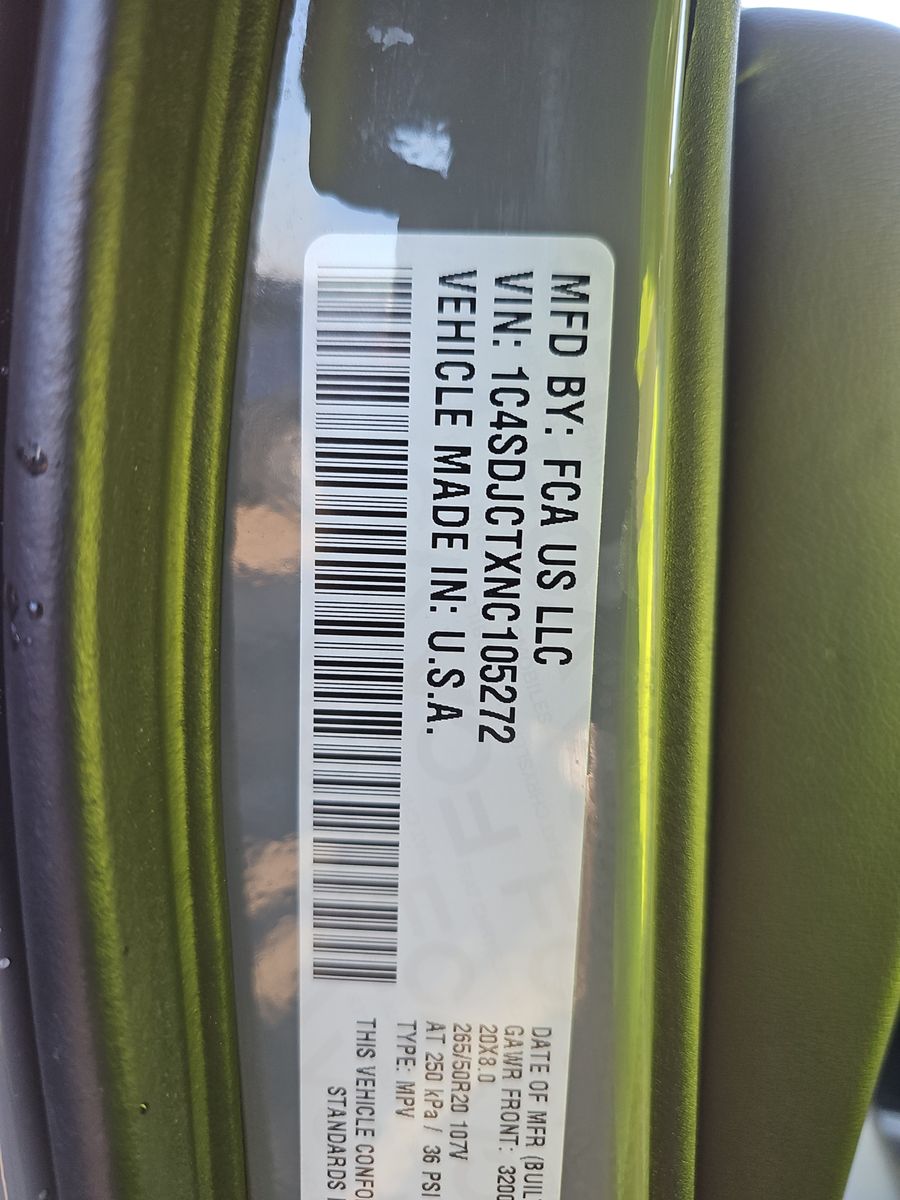 MFD BY: FCA US LLC
VIN: 1C4SDJCTXNC105272
VEHICLE MADE IN: U.S.A.
DATE OF MFR
GAWR FRONT: 3200
20X8.0
265/50R20 107V
AT 250 kPa / 36 PSI
TYPE: MPV
THIS VEHICLE
STANDARDS